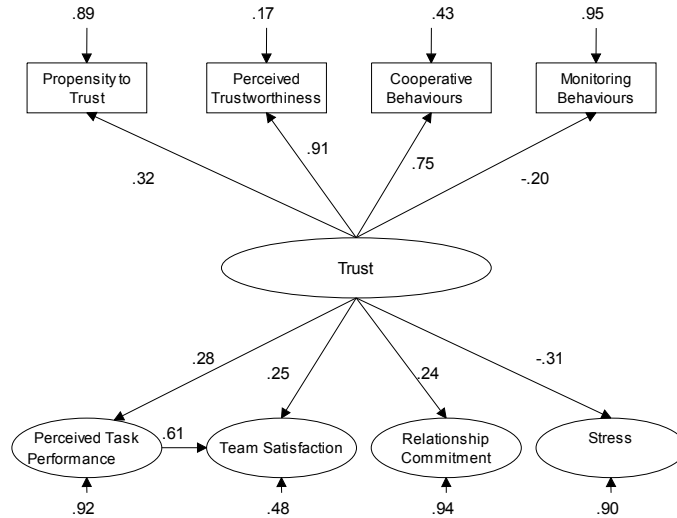 .89
.17
.43
.95
Propensity to
Trust
Perceived
Trustworthiness
Cooperative
Behaviours
Monitoring
Behaviours
.32
.91
.75
-.20
Trust
.28
.25
.24
-.31
Perceived Task
Performance
.61
Team Satisfaction
Relationship
Commitment
Stress
.92
.48
.94
.90